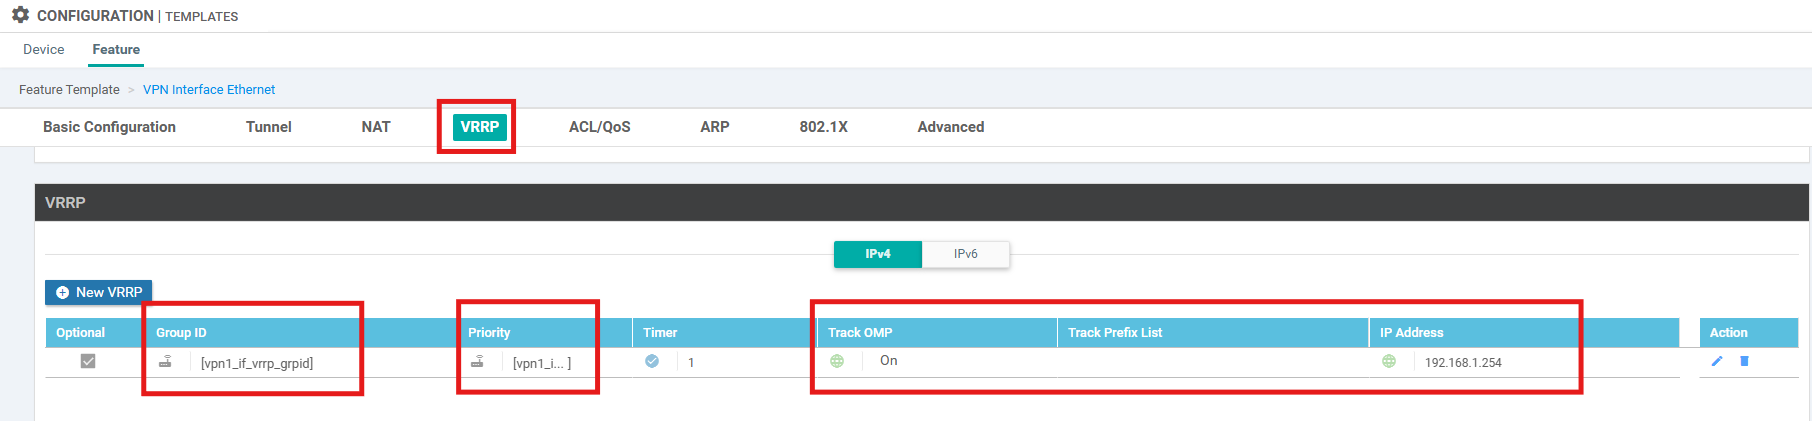 CONFIGURATION | TEMPLATES
Device Feature
Feature Template > VPN Interface Ethernet
Basic Configuration Tunnel NAT VRRP ACL/QoS ARP 802.1X Advanced
VRRP
IPv4 IPv6
New VRRP
Optional Group ID Priority Timer Track OMP Track Prefix List IP Address Action
[vpn1_if_vrrp_grpid] [vpn1_i... ] 1 On 192.168.1.254